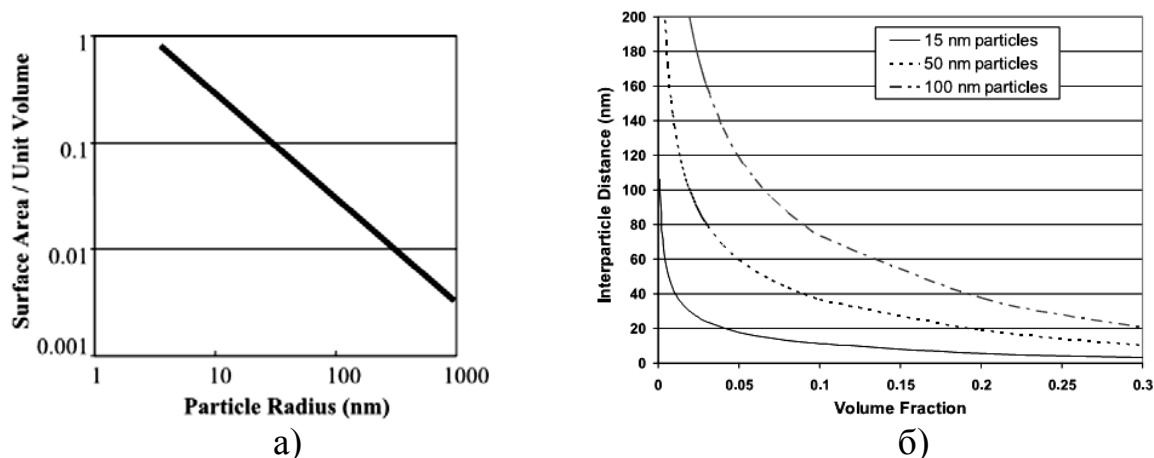 Surface Area / Unit Volume
1
0.1
0.01
0.001
1
10
100
1000
Particle Radius (nm)
а)
Interparticle Distance (nm)
200
180
160
140
120
100
80
60
40
20
0
15 nm particles
50 nm particles
100 nm particles
0
0.05
0.1
0.15
0.2
0.25
0.3
Volume Fraction
б)